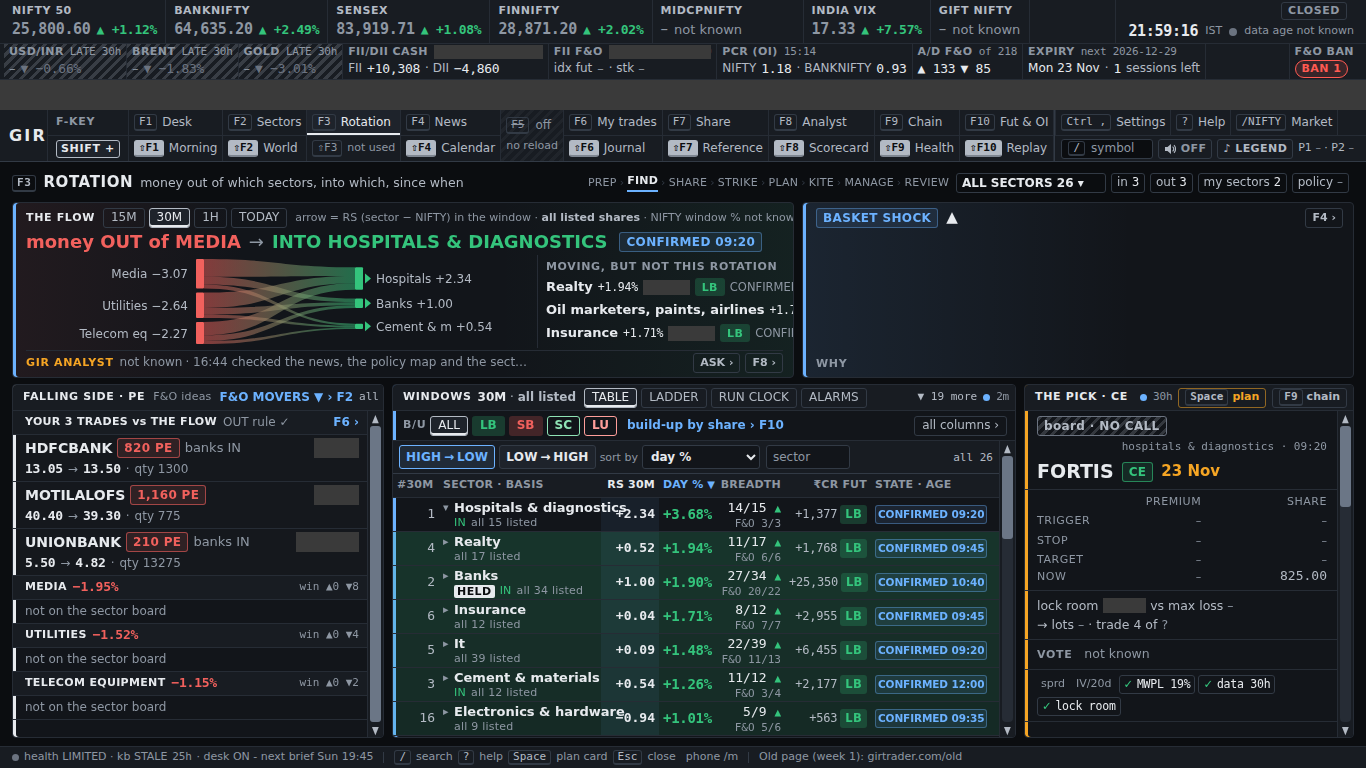 NIFTY 50 BANKNIFTY SENSEX FINNIFTY MIDCPNIFTY INDIA VIX GIFT NIFTY CLOSED
25,800.60 ▲ +1.12% 64,635.20 ▲ +2.49% 83,919.71 ▲ +1.08% 28,871.20 ▲ +2.02% – not known 17.33 ▲ +7.57% – not known 21:59:16 IST ● data age not known
USD/INR LATE 30h BRENT LATE 30h GOLD LATE 30h FII/DII CASH FII F&O PCR (OI) 15:14 A/D F&O of 218 EXPIRY next 2026-12-29 F&O BAN
– ▼ −0.66% – ▼ −1.83% – ▼ −3.01% FII +10,308 · DII −4,860 idx fut – · stk – NIFTY 1.18 · BANKNIFTY 0.93 ▲ 133 ▼ 85 Mon 23 Nov · 1 sessions left BAN 1
GIR F-KEY F1 Desk F2 Sectors F3 Rotation F4 News F5 off F6 My trades F7 Share F8 Analyst F9 Chain F10 Fut & OI Ctrl , Settings ? Help /NIFTY Market
SHIFT + ⇧F1 Morning ⇧F2 World ⇧F3 not used ⇧F4 Calendar no reload ⇧F6 Journal ⇧F7 Reference ⇧F8 Scorecard ⇧F9 Health ⇧F10 Replay / symbol OFF ♪ LEGEND P1 – · P2 –
F3 ROTATION money out of which sectors, into which, since when PREP › FIND › SHARE › STRIKE › PLAN › KITE › MANAGE › REVIEW ALL SECTORS 26 ▾ in 3 out 3 my sectors 2 policy –
THE FLOW 15M 30M 1H TODAY arrow = RS (sector − NIFTY) in the window · all listed shares · NIFTY window % not know
money OUT of MEDIA → INTO HOSPITALS & DIAGNOSTICS CONFIRMED 09:20
Media −3.07
Utilities −2.64
Telecom eq −2.27
Hospitals +2.34
Banks +1.00
Cement & m +0.54
MOVING, BUT NOT THIS ROTATION
Realty +1.94% LB CONFIRMED
Oil marketers, paints, airlines +1.7
Insurance +1.71% LB CONFI
GIR ANALYST not known · 16:44 checked the news, the policy map and the sect... ASK › F8 ›
BASKET SHOCK ▲ F4 ›
WHY
FALLING SIDE · PE F&O ideas F&O MOVERS ▼ › F2 all
YOUR 3 TRADES vs THE FLOW OUT rule ✓ F6 ›
HDFCBANK 820 PE banks IN
13.05 → 13.50 · qty 1300
MOTILALOFS 1,160 PE
40.40 → 39.30 · qty 775
UNIONBANK 210 PE banks IN
5.50 → 4.82 · qty 13275
MEDIA −1.95% win ▲0 ▼8
not on the sector board
UTILITIES −1.52% win ▲0 ▼4
not on the sector board
TELECOM EQUIPMENT −1.15% win ▲0 ▼2
not on the sector board
WINDOWS 30M · all listed TABLE LADDER RUN CLOCK ALARMS ▼ 19 more ● 2m
B/U ALL LB SB SC LU build-up by share › F10 all columns ›
HIGH→LOW LOW→HIGH sort by day % sector all 26
#30M SECTOR · BASIS RS 30M DAY % ▼ BREADTH ₹CR FUT STATE · AGE
1 ▾ Hospitals & diagnostics +2.34 +3.68% 14/15 ▲ +1,377 LB CONFIRMED 09:20
IN all 15 listed F&O 3/3
4 ▸ Realty +0.52 +1.94% 11/17 ▲ +1,768 LB CONFIRMED 09:45
all 17 listed F&O 6/6
2 ▸ Banks +1.00 +1.90% 27/34 ▲ +25,350 LB CONFIRMED 10:40
HELD IN all 34 listed F&O 20/22
6 ▸ Insurance +0.04 +1.71% 8/12 ▲ +2,955 LB CONFIRMED 09:45
all 12 listed F&O 7/7
5 ▸ It +0.09 +1.48% 22/39 ▲ +6,455 LB CONFIRMED 09:20
all 39 listed F&O 11/13
3 ▸ Cement & materials +0.54 +1.26% 11/12 ▲ +2,177 LB CONFIRMED 12:00
IN all 12 listed F&O 3/4
16 ▸ Electronics & hardware 0.94 +1.01% 5/9 ▲ +563 LB CONFIRMED 09:35
all 9 listed F&O 5/6
THE PICK · CE ● 30h Space plan F9 chain
board · NO CALL
hospitals & diagnostics · 09:20
FORTIS CE 23 Nov
PREMIUM SHARE
TRIGGER – –
STOP – –
TARGET – –
NOW – 825.00
lock room vs max loss –
→ lots – · trade 4 of ?
VOTE not known
sprd IV/20d ✓ MWPL 19% ✓ data 30h
✓ lock room
● health LIMITED · kb STALE 25h · desk ON - next brief Sun 19:45 / search ? help Space plan card Esc close phone /m Old page (week 1): girtrader.com/old